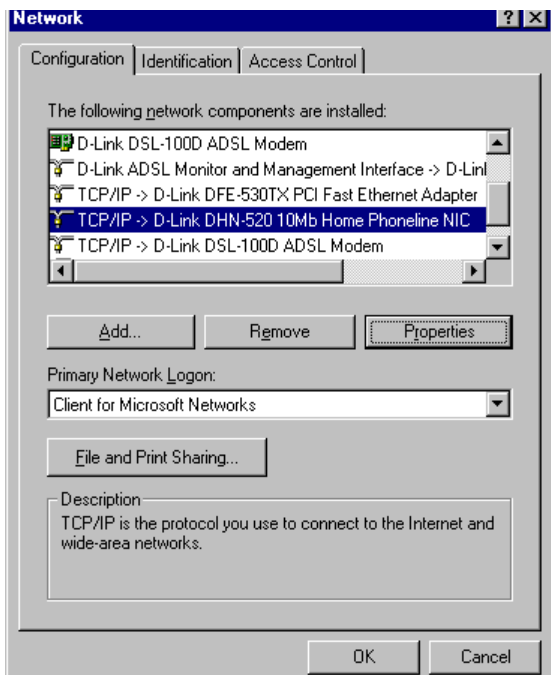 Network
Configuration Identification Access Control
The following network components are installed:
D-Link DSL-100D ADSL Modem
D-Link ADSL Monitor and Management Interface -> D-Linl
TCP/IP -> D-Link DFE-530TX PCI Fast Ethernet Adapter
TCP/IP -> D-Link DHN-520 10Mb Home Phoneline NIC
TCP/IP -> D-Link DSL-100D ADSL Modem
Add... Remove Properties
Primary Network Logon:
Client for Microsoft Networks
File and Print Sharing...
Description
TCP/IP is the protocol you use to connect to the Internet and
wide-area networks.
OK Cancel